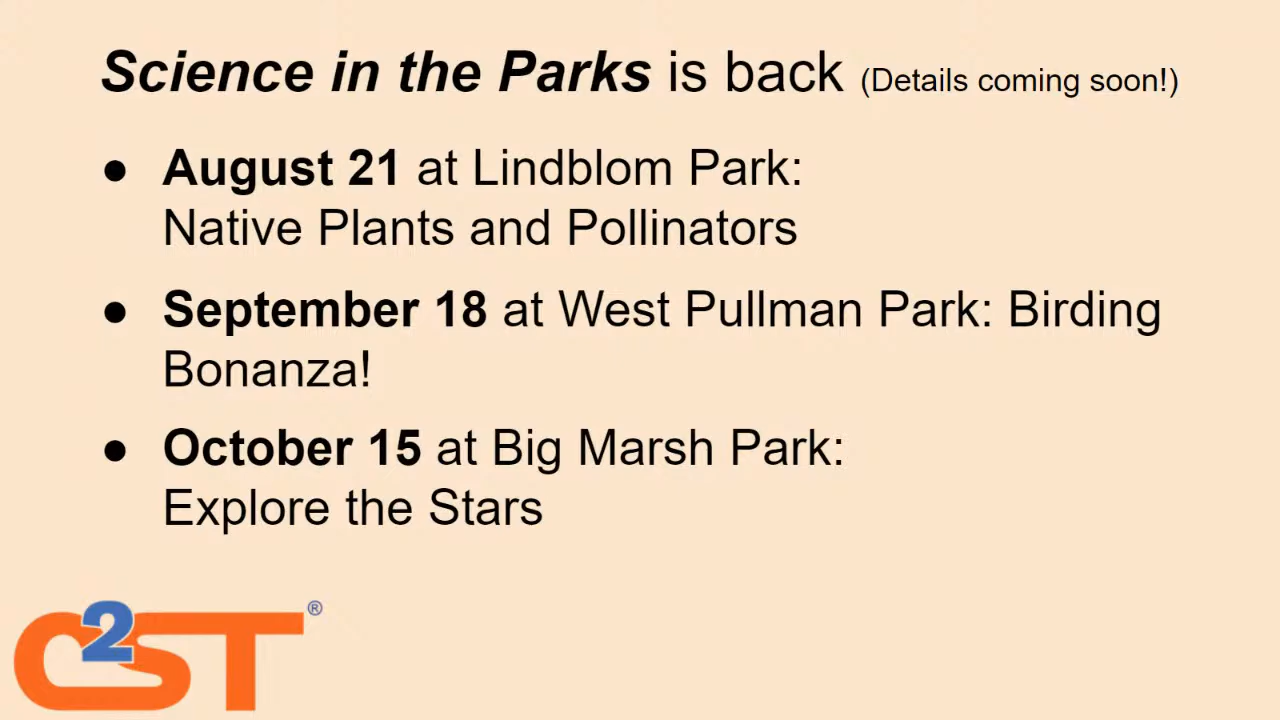 Science in the Parks is back (Details coming soon!)
● August 21 at Lindblom Park:
Native Plants and Pollinators
● September 18 at West Pullman Park: Birding
Bonanza!
● October 15 at Big Marsh Park:
Explore the Stars
C2ST®